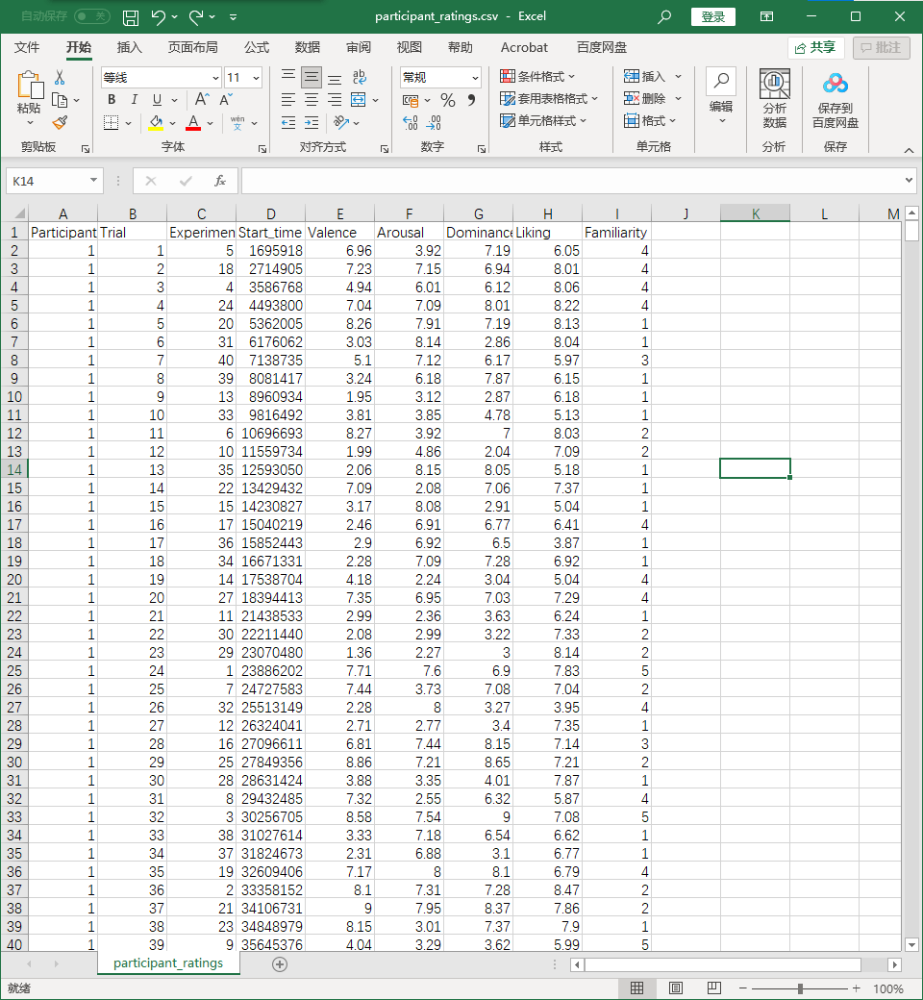 自动保存 关 participant_ratings.csv - Excel 登录
文件 开始 插入 页面布局 公式 数据 审阅 视图 帮助 Acrobat 百度网盘 共享 批注
等线 11 ab 常规 % 条件格式 插入
粘贴 B I U A A 套用表格格式 删除 编辑 分析 数据 保存到 百度网盘
A wén 文 .00 .00 单元格样式 格式
剪贴板 字体 对齐方式 数字 样式 单元格 分析 保存
K14 fx
A B C D E F G H I J K L M
1 Participant Trial Experimen Start_time Valence Arousal Dominance Liking Familiarity
2 1 1 5 1695918 6.96 3.92 7.19 6.05 4
3 1 2 18 2714905 7.23 7.15 6.94 8.01 4
4 1 3 4 3586768 4.94 6.01 6.12 8.06 4
5 1 4 24 4493800 7.04 7.09 8.01 8.22 4
6 1 5 20 5362005 8.26 7.91 7.19 8.13 1
7 1 6 31 6176062 3.03 8.14 2.86 8.04 1
8 1 7 40 7138735 5.1 7.12 6.17 5.97 3
9 1 8 39 8081417 3.24 6.18 7.87 6.15 1
10 1 9 13 8960934 1.95 3.12 2.87 6.18 1
11 1 10 33 9816492 3.81 3.85 4.78 5.13 1
12 1 11 6 10696693 8.27 3.92 7 8.03 2
13 1 12 10 11559734 1.99 4.86 2.04 7.09 2
14 1 13 35 12593050 2.06 8.15 8.05 5.18 1
15 1 14 22 13429432 7.09 2.08 7.06 7.37 1
16 1 15 15 14230827 3.17 8.08 2.91 5.04 1
17 1 16 17 15040219 2.46 6.91 6.77 6.41 4
18 1 17 36 15852443 2.9 6.92 6.5 3.87 1
19 1 18 34 16671331 2.28 7.09 7.28 6.92 1
20 1 19 14 17538704 4.18 2.24 3.04 5.04 4
21 1 20 27 18394413 7.35 6.95 7.03 7.29 4
22 1 21 11 21438533 2.99 2.36 3.63 6.24 1
23 1 22 30 22211440 2.08 2.99 3.22 7.33 2
24 1 23 29 23070480 1.36 2.27 3 8.14 2
25 1 24 1 23886202 7.71 7.6 6.9 7.83 5
26 1 25 7 24727583 7.44 3.73 7.08 7.04 2
27 1 26 32 25513149 2.28 8 3.27 3.95 4
28 1 27 12 26324041 2.71 2.77 3.4 7.35 1
29 1 28 16 27096611 6.81 7.44 8.15 7.14 3
30 1 29 25 27849356 8.86 7.21 8.65 7.21 2
31 1 30 28 28631424 3.88 3.35 4.01 7.87 1
32 1 31 8 29432485 7.32 2.55 6.32 5.87 4
33 1 32 3 30256705 8.58 7.54 9 7.08 5
34 1 33 38 31027614 3.33 7.18 6.54 6.62 1
35 1 34 37 31824673 2.31 6.88 3.1 6.77 1
36 1 35 19 32609406 7.17 8 8.1 6.79 4
37 1 36 2 33358152 8.1 7.31 7.28 8.47 2
38 1 37 21 34106731 9 7.95 8.37 7.86 2
39 1 38 23 34848979 8.15 3.01 7.37 7.9 1
40 1 39 9 35645376 4.04 3.29 3.62 5.99 5
participant_ratings
就绪 100%